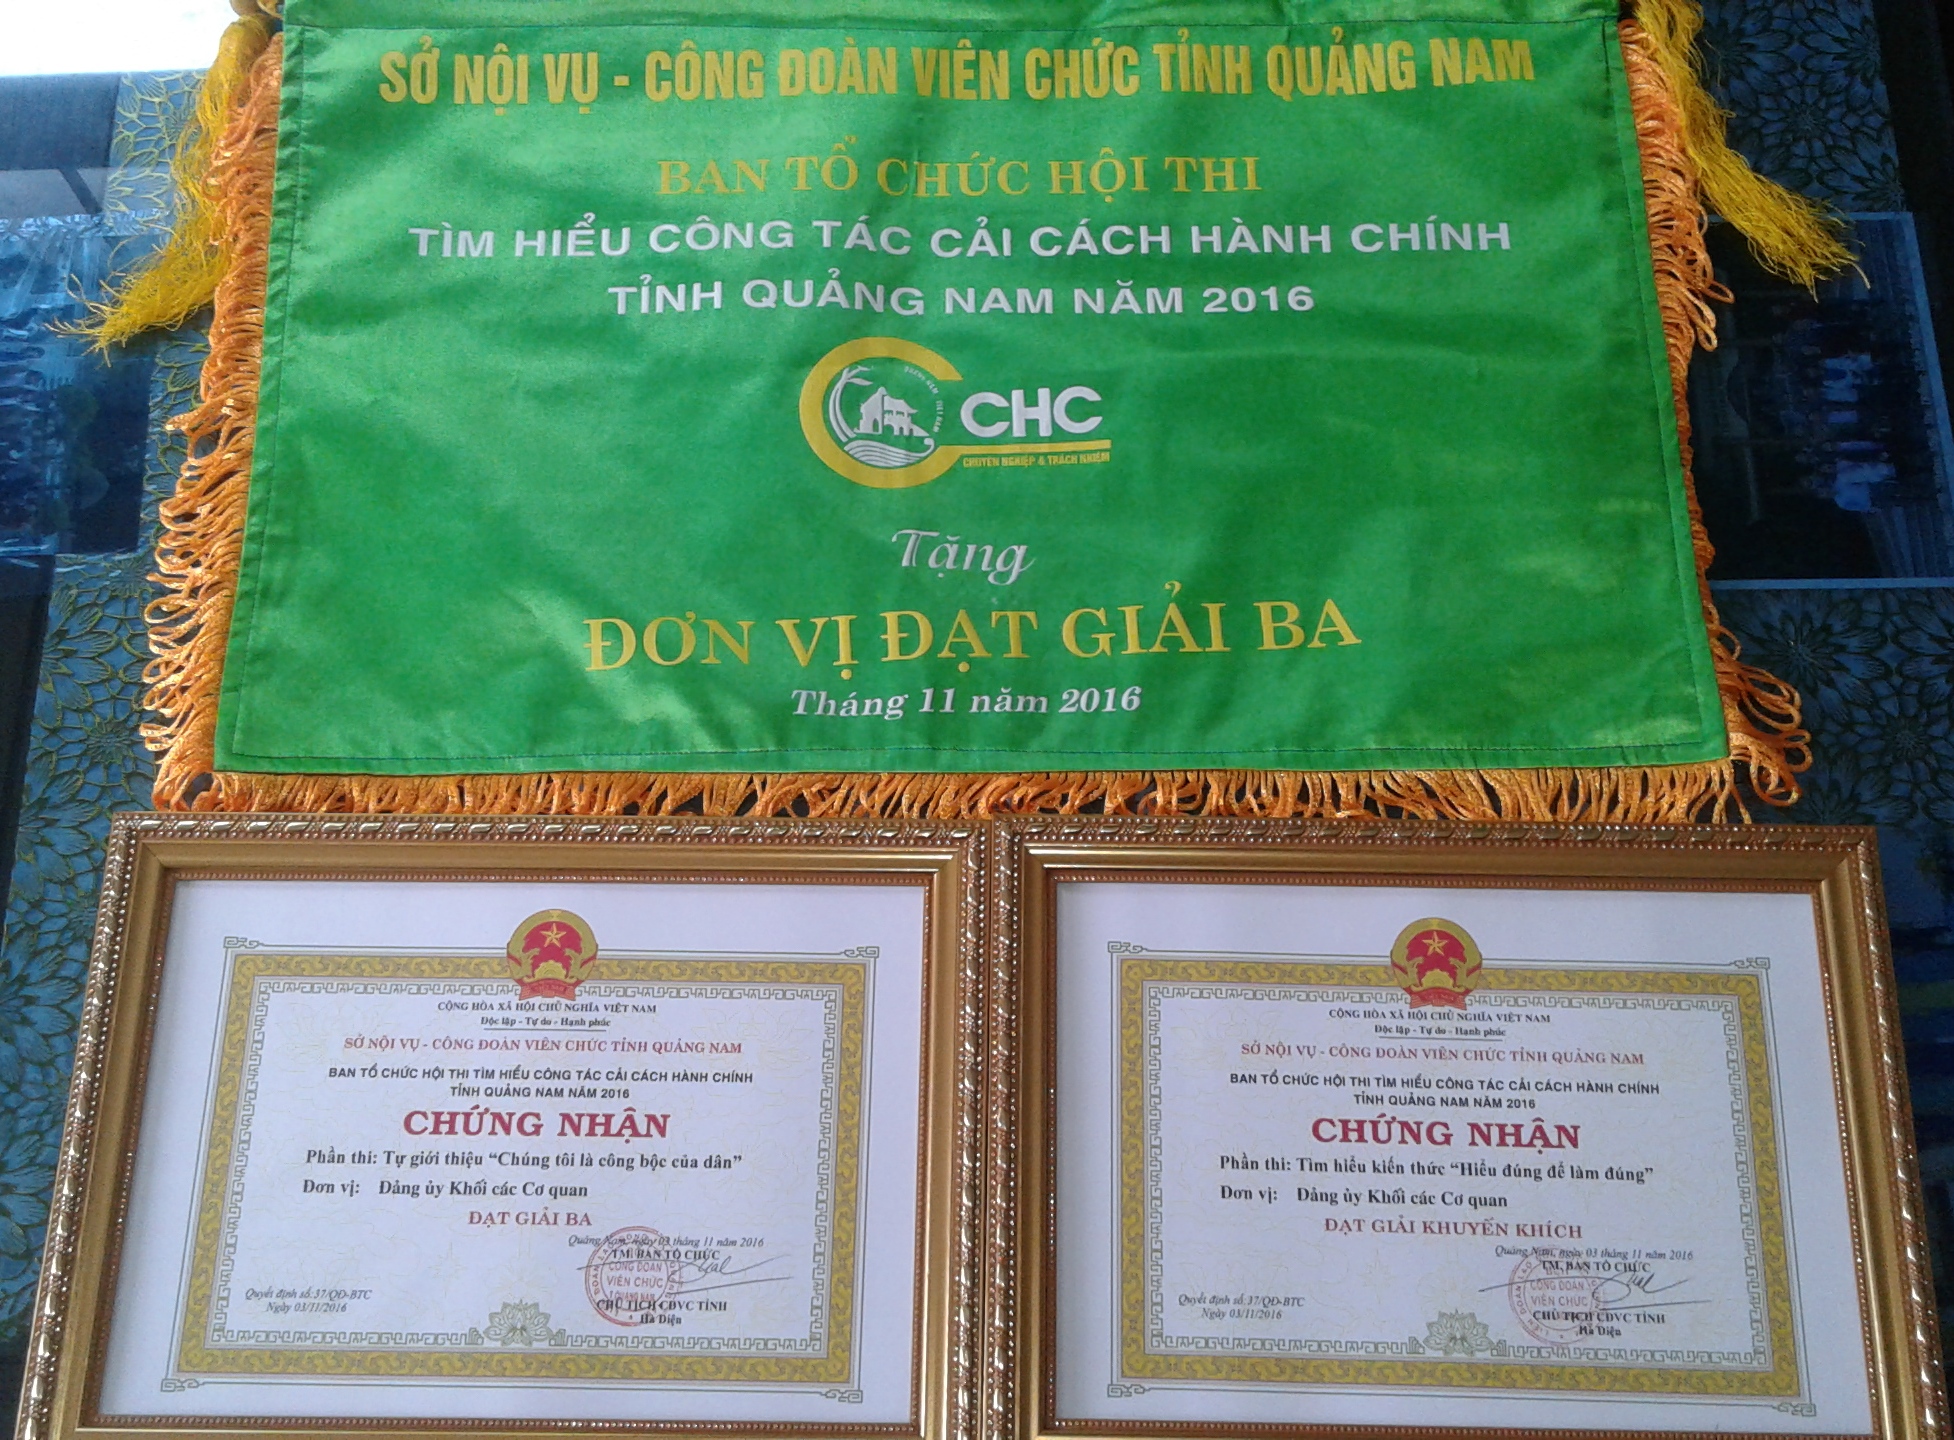 SỞ NỘI VỤ - CÔNG ĐOÀN VIÊN CHỨC TỈNH QUẢNG NAM
BAN TỔ CHỨC HỘI THI
TÌM HIỂU CÔNG TÁC CẢI CÁCH HÀNH CHÍNH
TỈNH QUẢNG NAM NĂM 2016
CHC
CHUYÊN NGHIỆP & TRÁCH NHIỆM
Tặng
ĐƠN VỊ ĐẠT GIẢI BA
Tháng 11 năm 2016
CỘNG HÒA XÃ HỘI CHỦ NGHĨA VIỆT NAM
Độc lập - Tự do - Hạnh phúc
SỞ NỘI VỤ - CÔNG ĐOÀN VIÊN CHỨC TỈNH QUẢNG NAM
BAN TỔ CHỨC HỘI THI TÌM HIỂU CÔNG TÁC CẢI CÁCH HÀNH CHÍNH
TỈNH QUẢNG NAM NĂM 2016
CHỨNG NHẬN
Phần thi: Tự giới thiệu “Chúng tôi là công bộc của dân”
Đơn vị: Đảng ủy Khối các Cơ quan
ĐẠT GIẢI BA
Quảng Nam, ngày 03 tháng 11 năm 2016
TM. BAN TỔ CHỨC
CÔNG ĐOÀN
VIÊN CHỨC
QUẢNG NAM
CHỦ TỊCH CĐVC TỈNH
Hà Diện
Quyết định số: 37/QĐ-BTC
Ngày 03/11/2016
CỘNG HÒA XÃ HỘI CHỦ NGHĨA VIỆT NAM
Độc lập - Tự do - Hạnh phúc
SỞ NỘI VỤ - CÔNG ĐOÀN VIÊN CHỨC TỈNH QUẢNG NAM
BAN TỔ CHỨC HỘI THI TÌM HIỂU CÔNG TÁC CẢI CÁCH HÀNH CHÍNH
TỈNH QUẢNG NAM NĂM 2016
CHỨNG NHẬN
Phần thi: Tìm hiểu kiến thức “Hiểu đúng để làm đúng”
Đơn vị: Đảng ủy Khối các Cơ quan
ĐẠT GIẢI KHUYẾN KHÍCH
Quảng Nam, ngày 03 tháng 11 năm 2016
TM. BAN TỔ CHỨC
CÔNG ĐOÀN
VIÊN CHỨC
CHỦ TỊCH CĐVC TỈNH
Hà Diện
Quyết định số: 37/QĐ-BTC
Ngày 03/11/2016